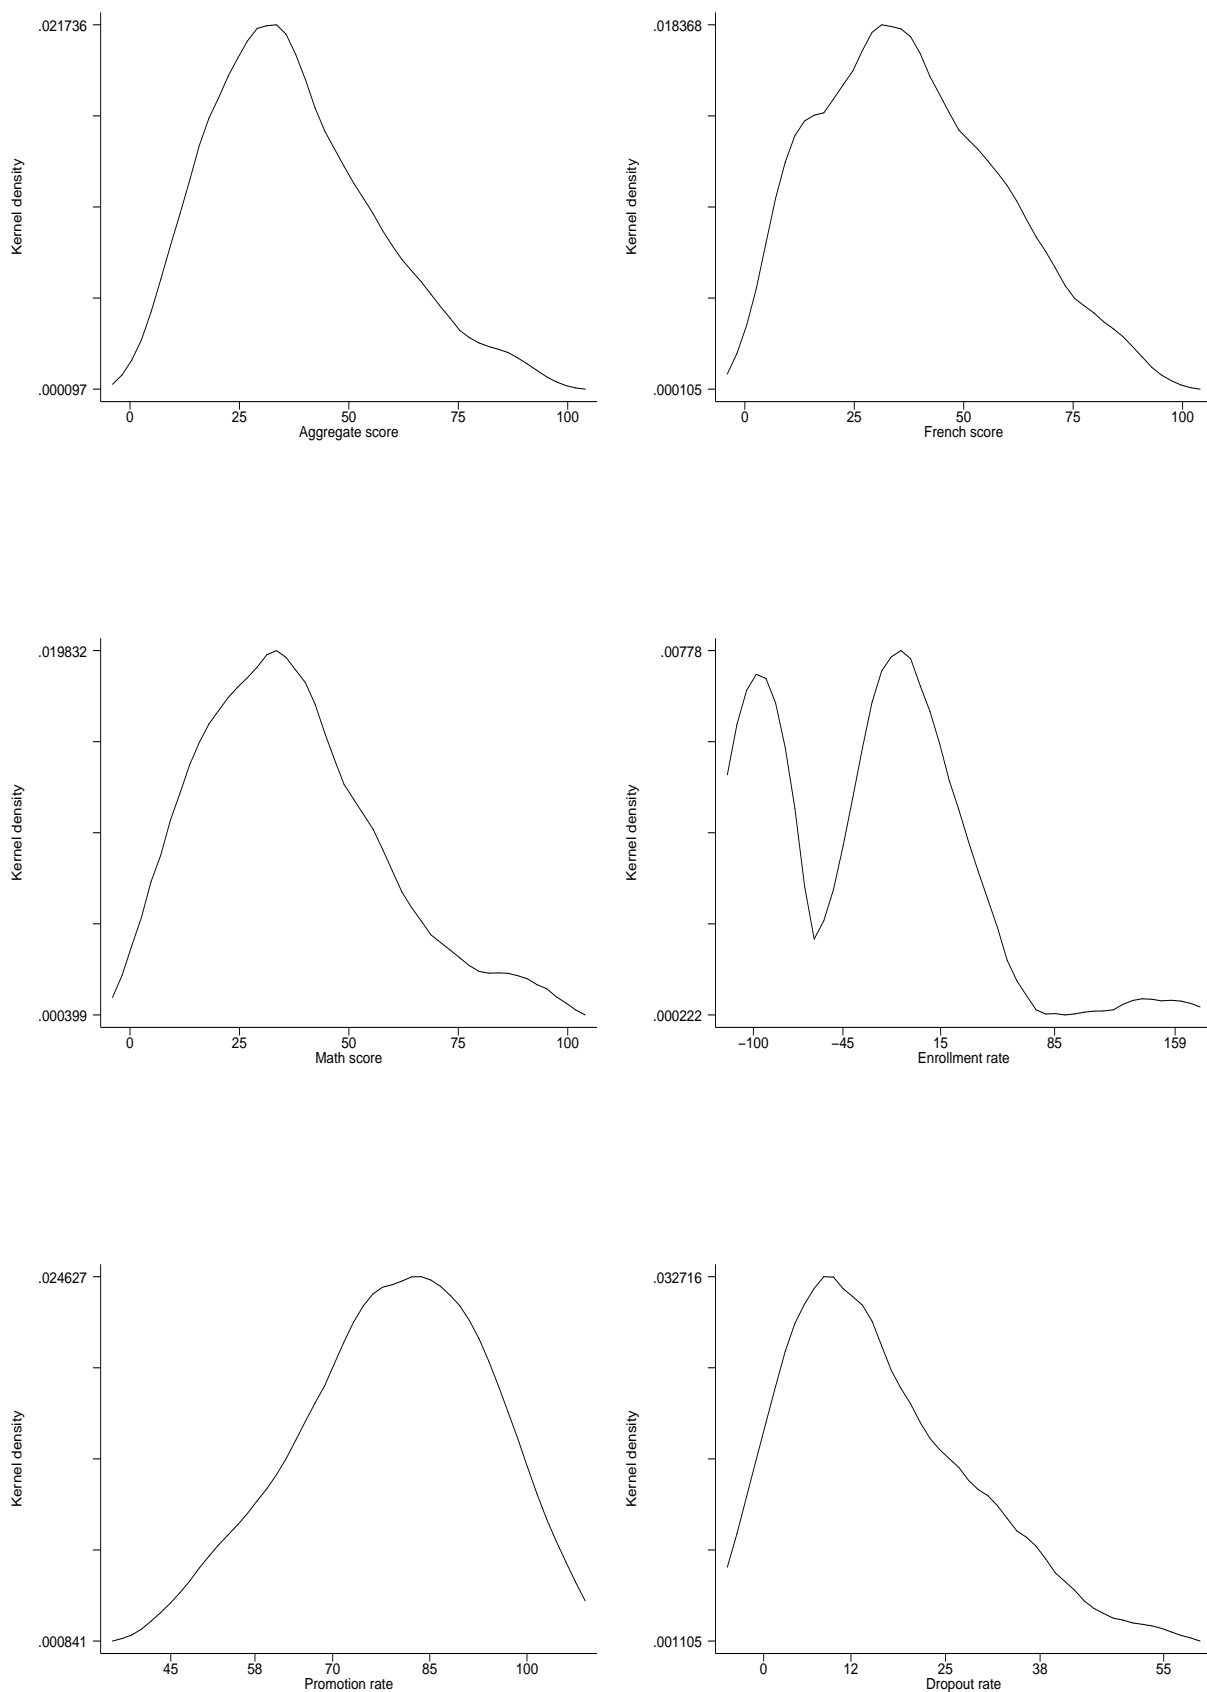 .021736
Kernel density
.000097
0 25 50 75 100
Aggregate score
.018368
Kernel density
.000105
0 25 50 75 100
French score
.019832
Kernel density
.000399
0 25 50 75 100
Math score
.00778
Kernel density
.000222
−100 −45 15 85 159
Enrollment rate
.024627
Kernel density
.000841
45 58 70 85 100
Promotion rate
.032716
Kernel density
.001105
0 12 25 38 55
Dropout rate